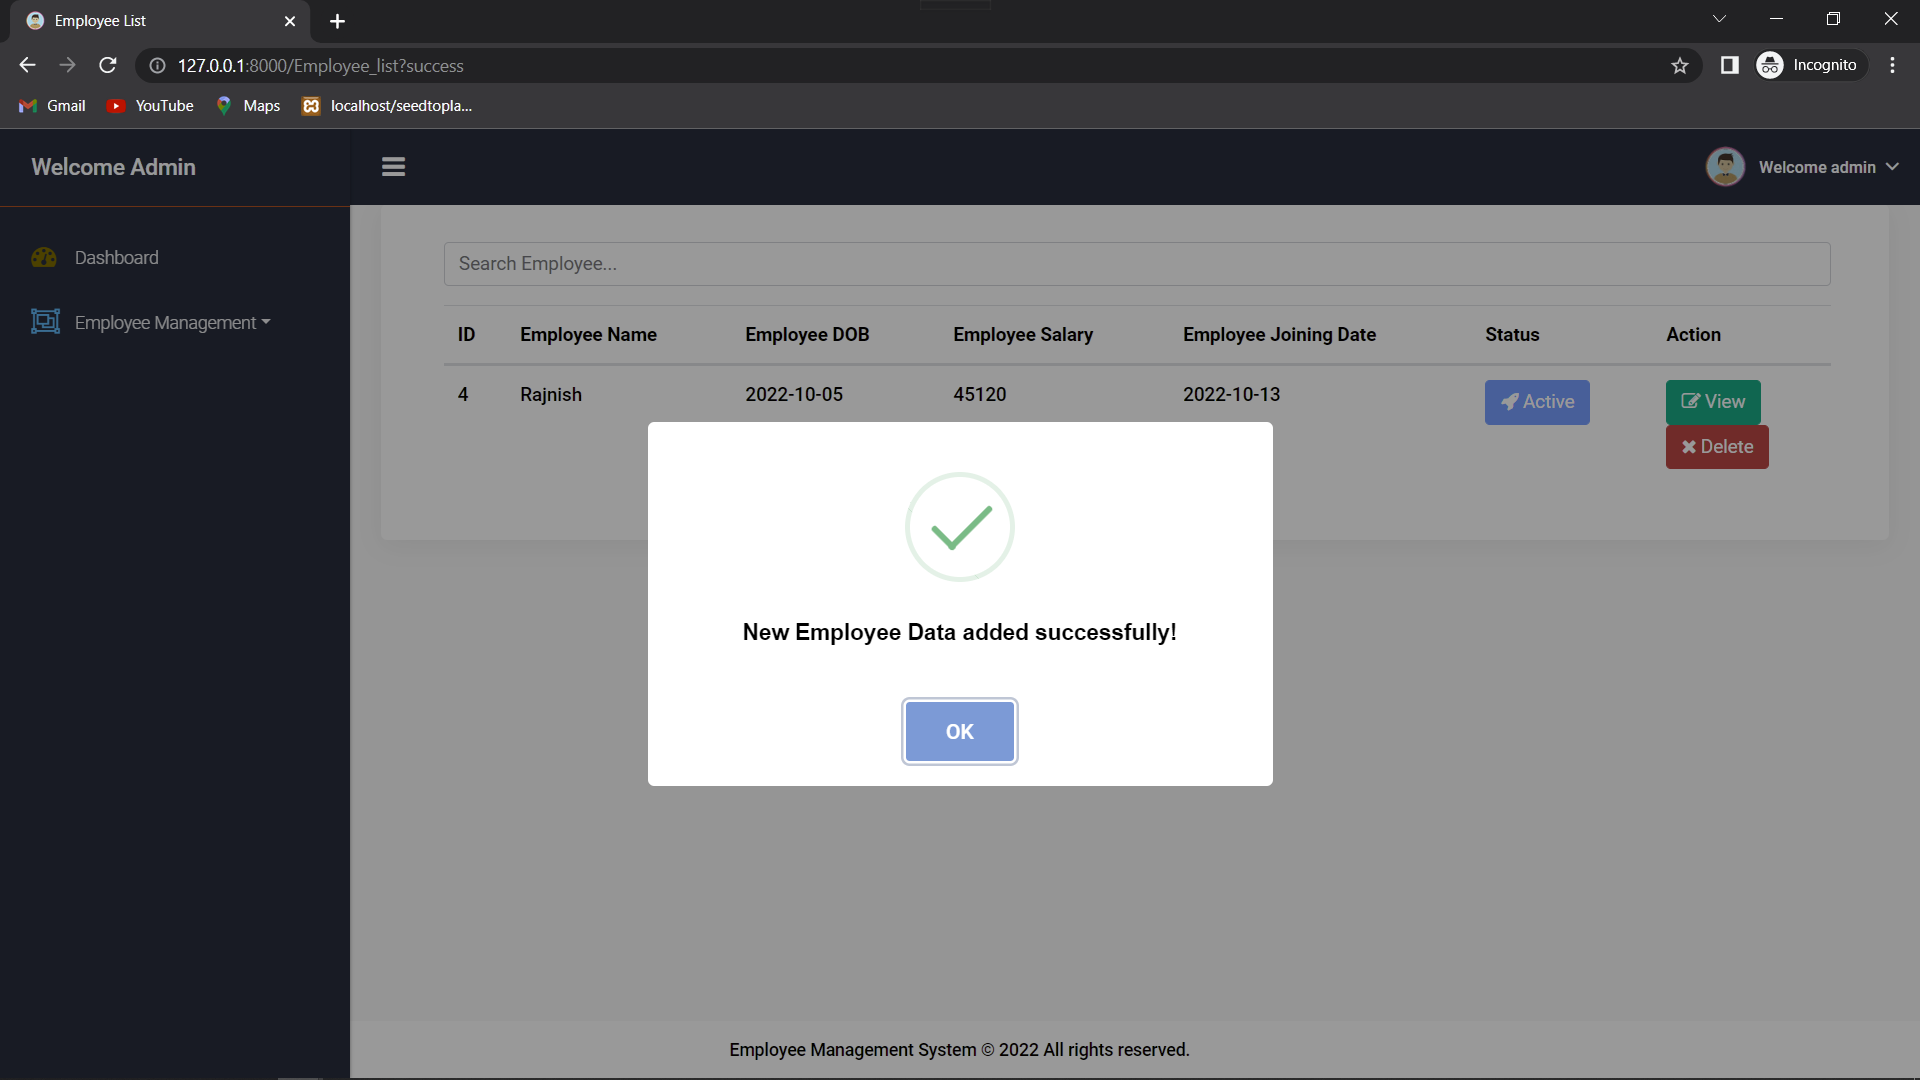 Employee List
127.0.0.1:8000/Employee_list?success
Incognito
Gmail YouTube Maps localhost/seedtopla...
Welcome Admin
Welcome admin
Dashboard
Employee Management
Search Employee...
ID Employee Name Employee DOB Employee Salary Employee Joining Date Status Action
4 Rajnish 2022-10-05 45120 2022-10-13 Active View
Delete
New Employee Data added successfully!
OK
Employee Management System © 2022 All rights reserved.